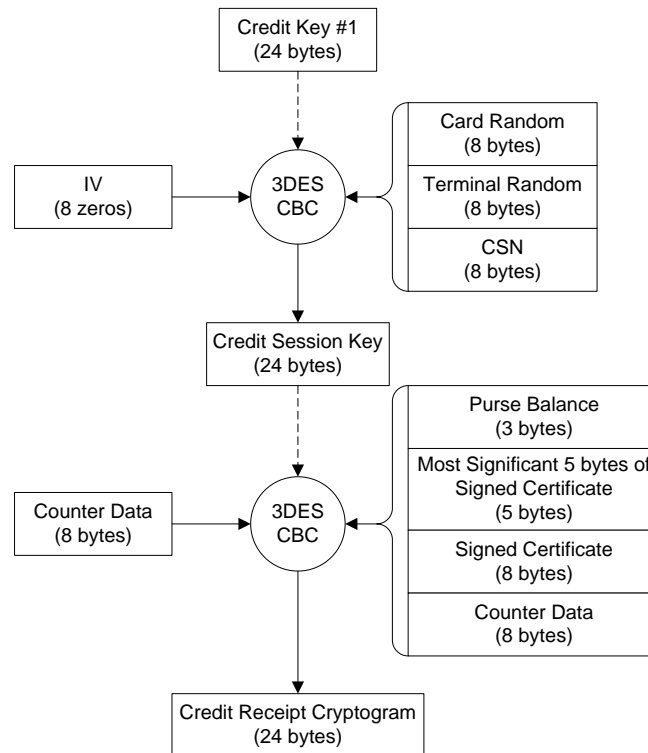 Credit Key #1
(24 bytes)
Card Random
(8 bytes)
IV
(8 zeros)
3DES
CBC
Terminal Random
(8 bytes)
CSN
(8 bytes)
Credit Session Key
(24 bytes)
Purse Balance
(3 bytes)
Most Significant 5 bytes of
Signed Certificate
(5 bytes)
Counter Data
(8 bytes)
3DES
CBC
Signed Certificate
(8 bytes)
Counter Data
(8 bytes)
Credit Receipt Cryptogram
(24 bytes)